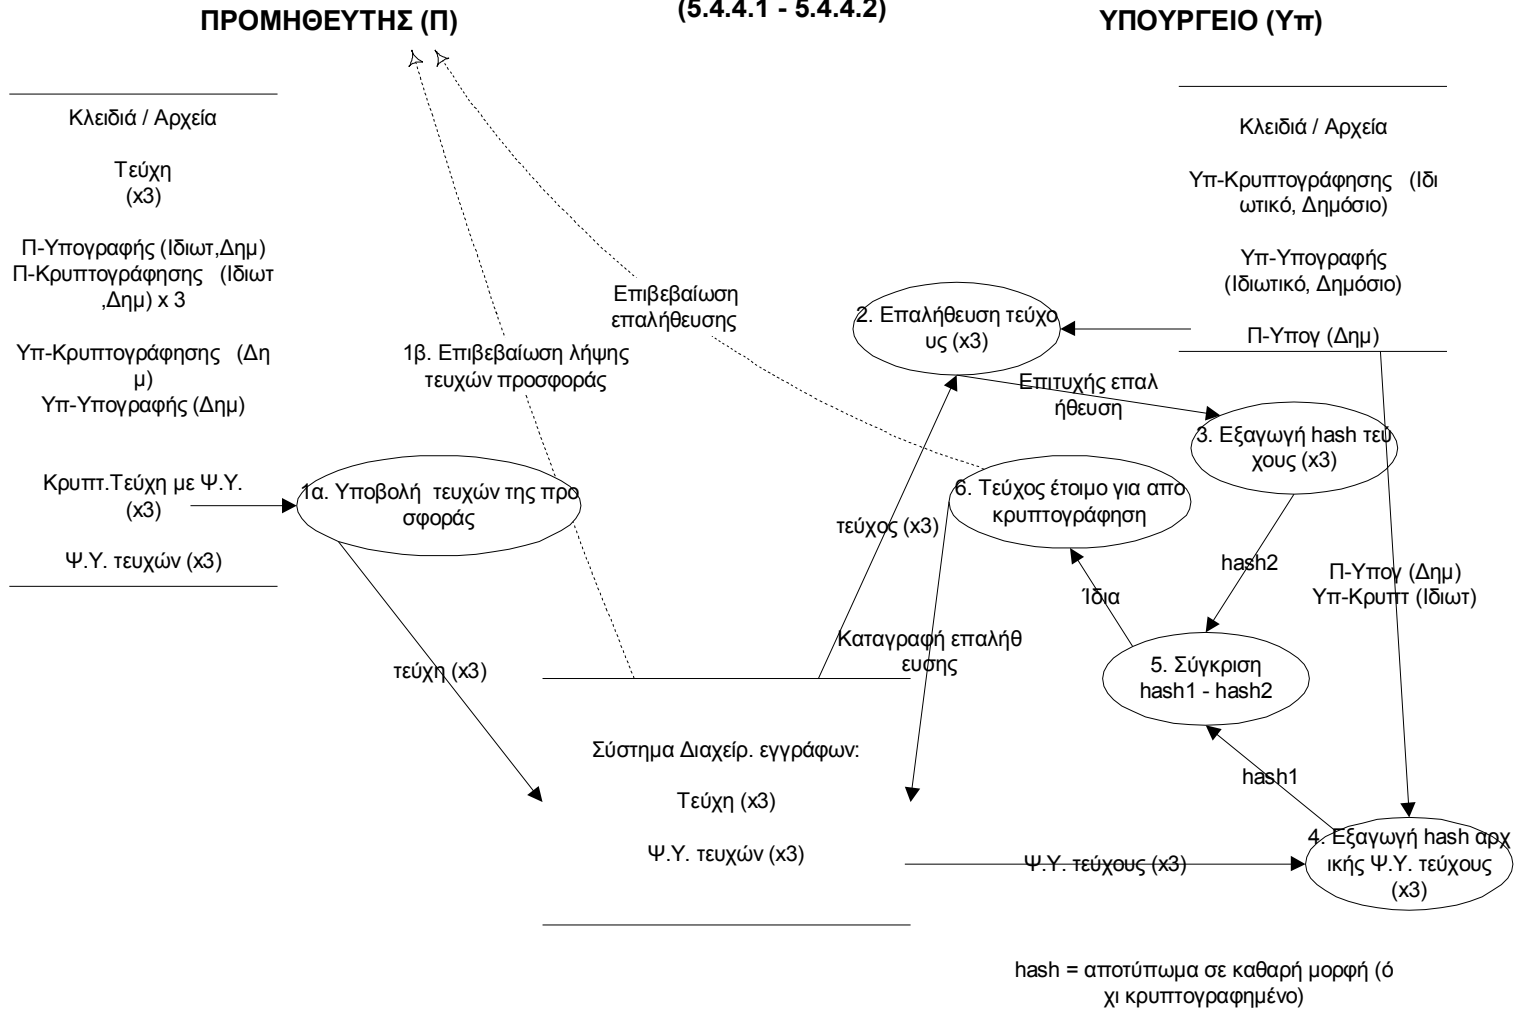 (5.4.4.1 - 5.4.4.2)
ΠΡΟΜΗΘΕΥΤΗΣ (Π)
ΥΠΟΥΡΓΕΙΟ (Υπ)
Κλειδιά / Αρχεία
Τεύχη
(x3)
Π-Υπογραφής (Ιδιωτ,Δημ)
Π-Κρυπτογράφησης (Ιδιωτ
,Δημ) x 3
Υπ-Κρυπτογράφησης (Δη
μ)
Υπ-Υπογραφής (Δημ)
Κρυπτ.Τεύχη με Ψ.Υ.
(x3)
Ψ.Υ. τευχών (x3)
1α. Υποβολή τευχών της προ
σφοράς
1β. Επιβεβαίωση λήψης
τευχών προσφοράς
Επιβεβαίωση
επαλήθευσης
τεύχη (x3)
Σύστημα Διαχείρ. εγγράφων:
Τεύχη (x3)
Ψ.Υ. τευχών (x3)
Κλειδιά / Αρχεία
Υπ-Κρυπτογράφησης (Ιδι
ωτικό, Δημόσιο)
Υπ-Υπογραφής
(Ιδιωτικό, Δημόσιο)
Π-Υπογ (Δημ)
2. Επαλήθευση τεύχο
υς (x3)
Επιτυχής επαλ
ήθευση
3. Εξαγωγή hash τεύ
χους (x3)
6. Τεύχος έτοιμο για απο
κρυπτογράφηση
τεύχος (x3)
hash2
Π-Υπογ (Δημ)
Υπ-Κρυπτ (Ιδιωτ)
Ίδια
Καταγραφή επαλήθ
ευσης
5. Σύγκριση
hash1 - hash2
hash1
Ψ.Υ. τεύχους (x3)
4. Εξαγωγή hash αρχ
ικής Ψ.Υ. τεύχους
(x3)
hash = αποτύπωμα σε καθαρή μορφή (ό
χι κρυπτογραφημένο)